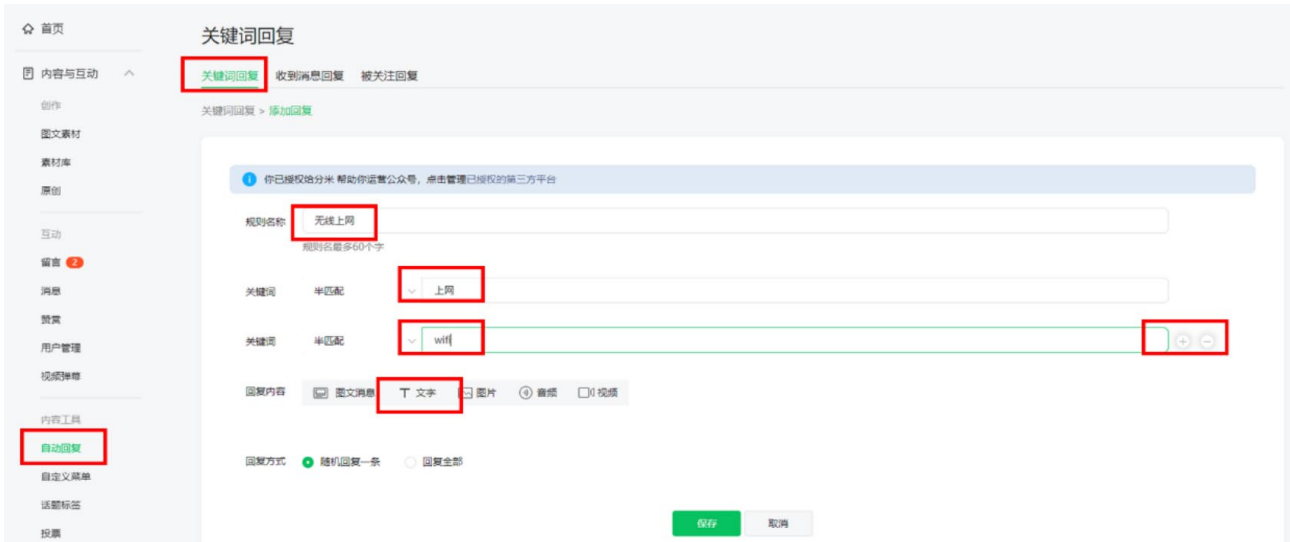 首页
内容与互动
创作
图文素材
素材库
原创
互动
留言 2
消息
赞赏
用户管理
视频弹幕
内容工具
自动回复
自定义菜单
话题标签
投票
关键词回复
关键词回复 收到消息回复 被关注回复
关键词回复 > 添加回复
你已授权给分米 帮助你运营公众号，点击管理已授权的第三方平台
规则名称 无线上网
规则名最多60个字
关键词 半匹配 上网
关键词 半匹配 wifi
回复内容 图文消息 文字 图片 音频 视频
回复方式 随机回复一条 回复全部
保存 取消